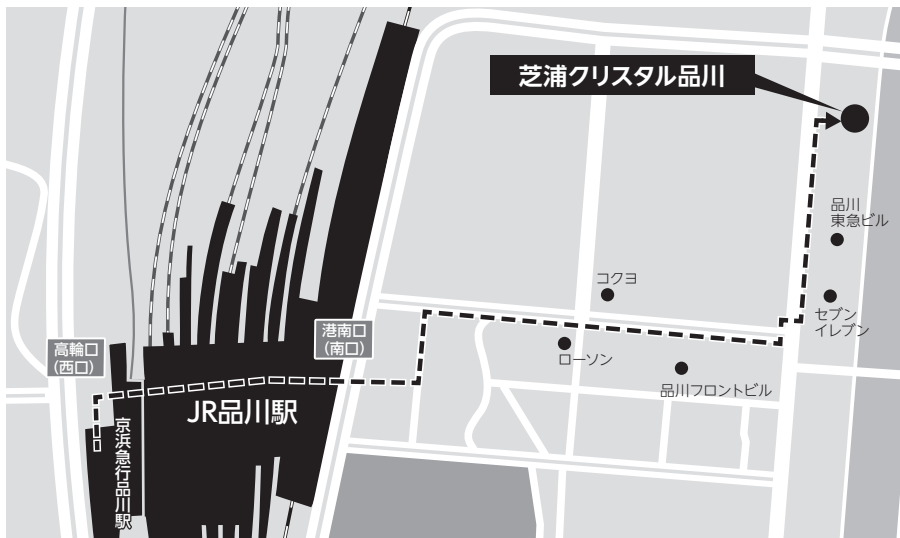 芝浦クリスタル品川
品川
東急ビル
コクヨ
セブン
イレブン
港南口
(南口)
高輪口
(西口)
ローソン
品川フロントビル
JR品川駅
京浜急行品川駅